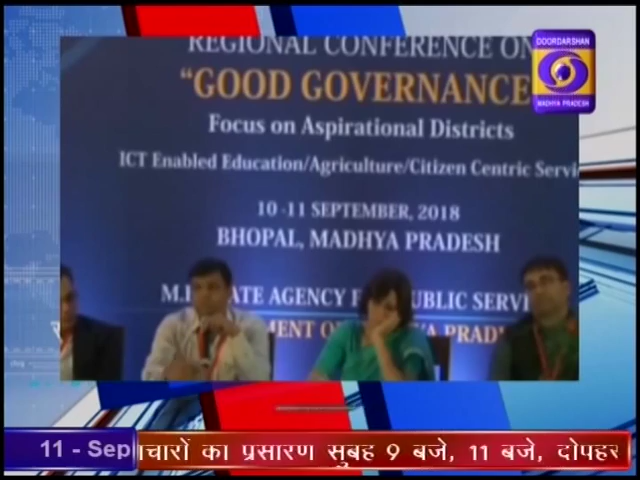 REGIONAL CONFERENCE ON
DOORDARSHAN
MADHYA PRADESH
“GOOD GOVERNANCE
Focus on Aspirational Districts
ICT Enabled Education/Agriculture/Citizen Centric Servi
10-11 SEPTEMBER, 2018
BHOPAL, MADHYA PRADESH
11 - Sep
चारों का प्रसारण सुबह 9 बजे, 11 बजे, दोपहर